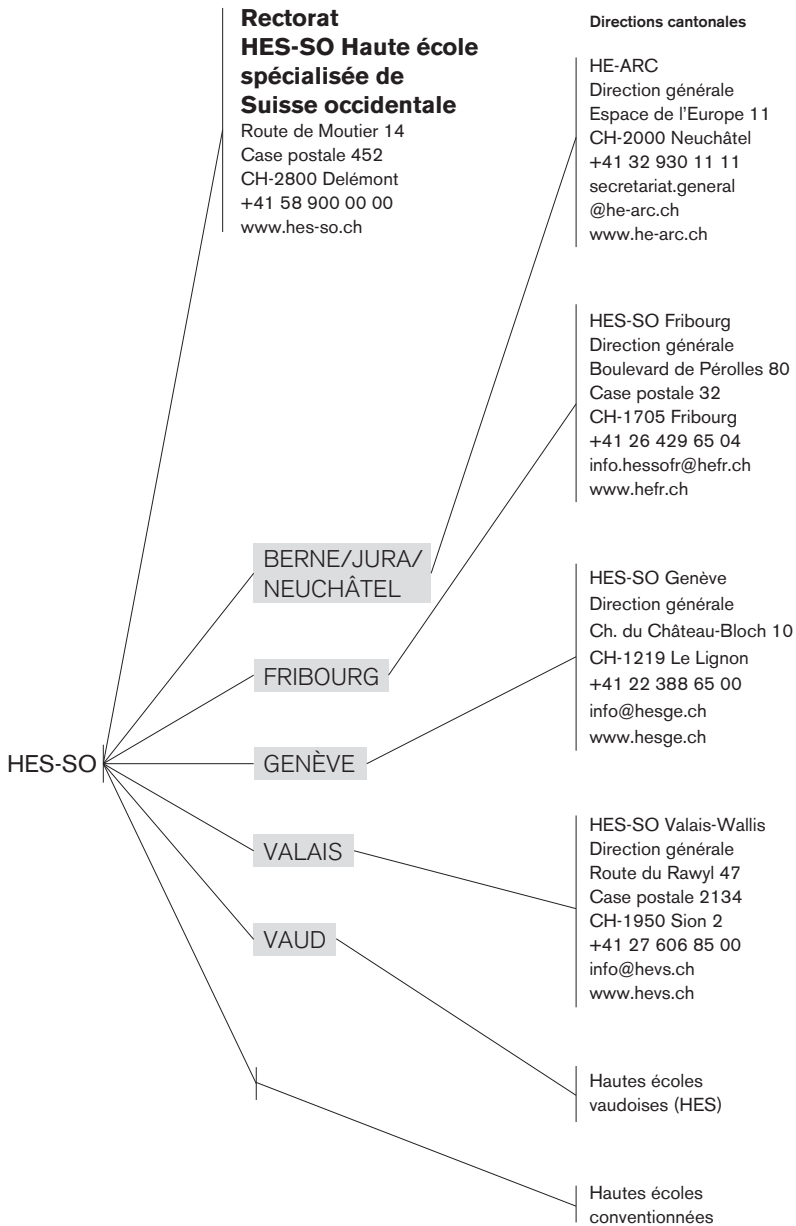 Rectorat
HES-SO Haute école
spécialisée de
Suisse occidentale
Route de Moutier 14
Case postale 452
CH-2800 Delémont
+41 58 900 00 00
www.hes-so.ch
Directions cantonales
HE-ARC
Direction générale
Espace de l'Europe 11
CH-2000 Neuchâtel
+41 32 930 11 11
secretariat.general
@he-arc.ch
www.he-arc.ch
HES-SO Fribourg
Direction générale
Boulevard de Pérolles 80
Case postale 32
CH-1705 Fribourg
+41 26 429 65 04
info.hessofr@hefr.ch
www.hefr.ch
BERNE/JURA/
NEUCHÂTEL
FRIBOURG
GENÈVE
HES-SO
VALAIS
VAUD
HES-SO Genève
Direction générale
Ch. du Château-Bloch 10
CH-1219 Le Lignon
+41 22 388 65 00
info@hesge.ch
www.hesge.ch
HES-SO Valais-Wallis
Direction générale
Route du Rawyl 47
Case postale 2134
CH-1950 Sion 2
+41 27 606 85 00
info@hevs.ch
www.hevs.ch
Hautes écoles
vaudoises (HES)
Hautes écoles
conventionnées